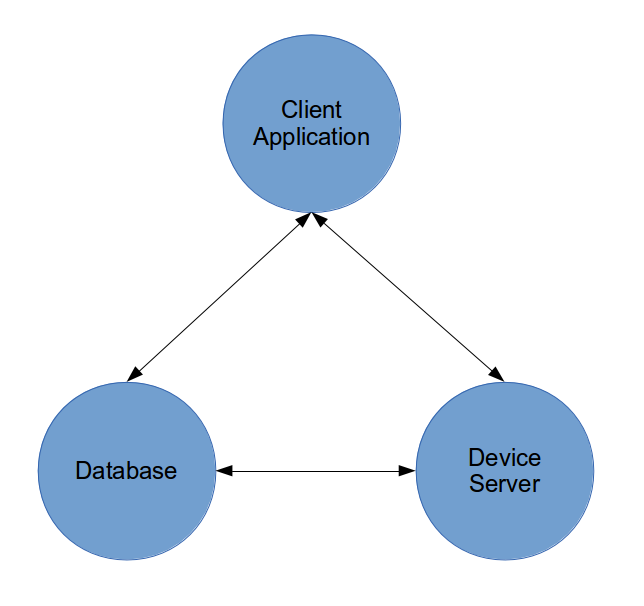 Client
Application
Database
Device
Server